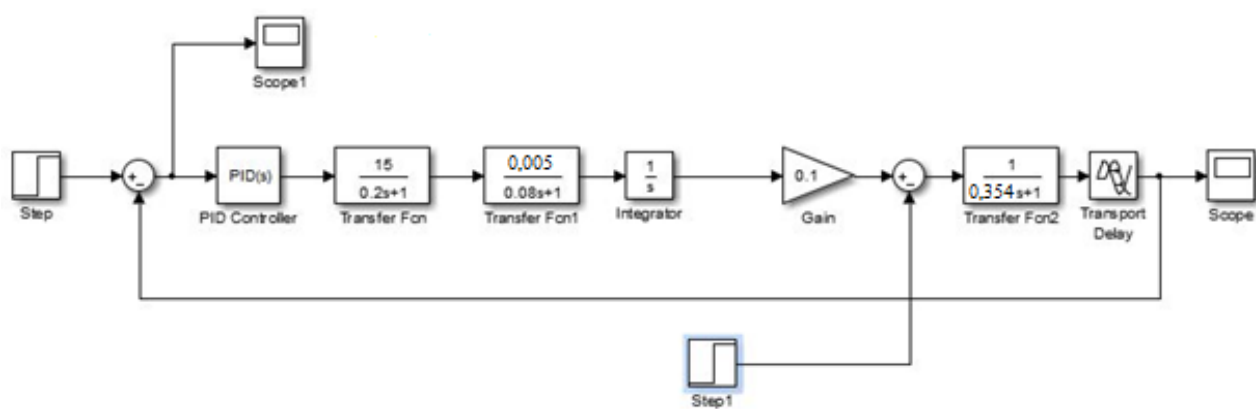 Scope1
Step
+
-
PID(s)
PID Controller
15
0.2s+1
Transfer Fcn
0,005
0.08s+1
Transfer Fcn1
1
s
Integrator
0.1
Gain
+
-
1
0,354 s+1
Transfer Fcn2
Transport
Delay
Scope
Step1